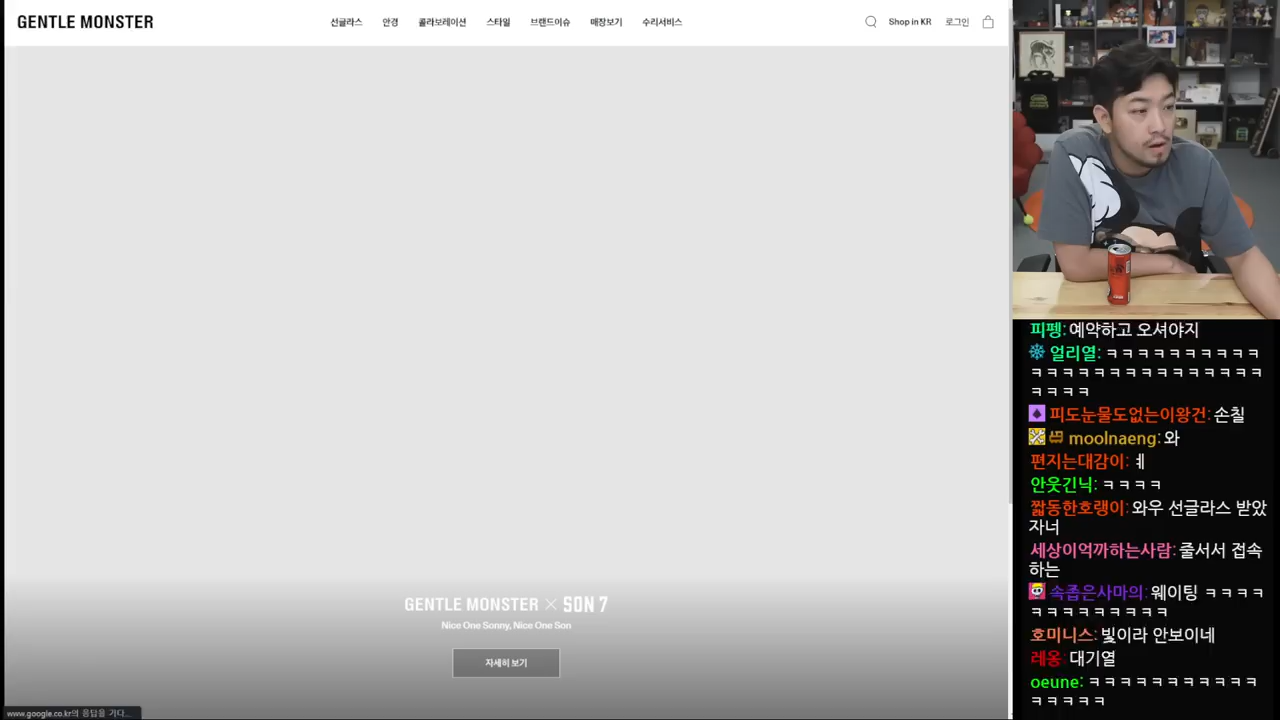 GENTLE MONSTER
선글라스 안경 콜라보레이션 스타일 브랜드이슈 매장보기 수리서비스
Shop in KR 로그인
GENTLE MONSTER × SON 7
Nice One Sonny, Nice One Son
자세히 보기
www.google.co.kr의 응답을 기다...
피펭: 예약하고 오셔야지
얼리열: ㅋㅋㅋㅋㅋㅋㅋㅋㅋㅋ
ㅋㅋㅋㅋㅋㅋㅋㅋㅋㅋㅋㅋㅋㅋㅋ
ㅋㅋㅋㅋ
피도눈물도없는이왕건: 손칠
moolnaeng: 와
편지는대감이: ㅖ
안웃긴닉: ㅋㅋㅋㅋ
짧동한호랭이: 와우 선글라스 받았
자너
세상이억까하는사람: 줄서서 접속
하는
속좁은사마의: 웨이팅 ㅋㅋㅋㅋ
ㅋㅋㅋㅋㅋㅋㅋㅋㅋ
호미니스: 빛이라 안보이네
레옹: 대기열
oeune: ㅋㅋㅋㅋㅋㅋㅋㅋㅋㅋㅋ
ㅋㅋㅋㅋㅋ